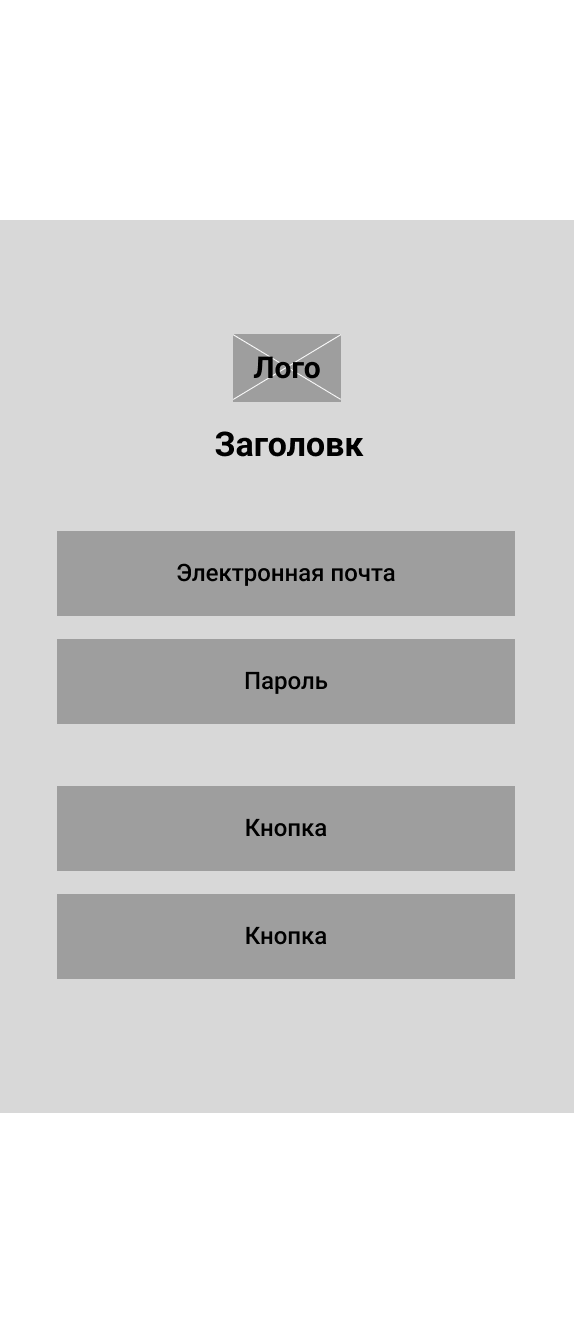 Лого
Заголовк
Электронная почта
Пароль
Кнопка
Кнопка